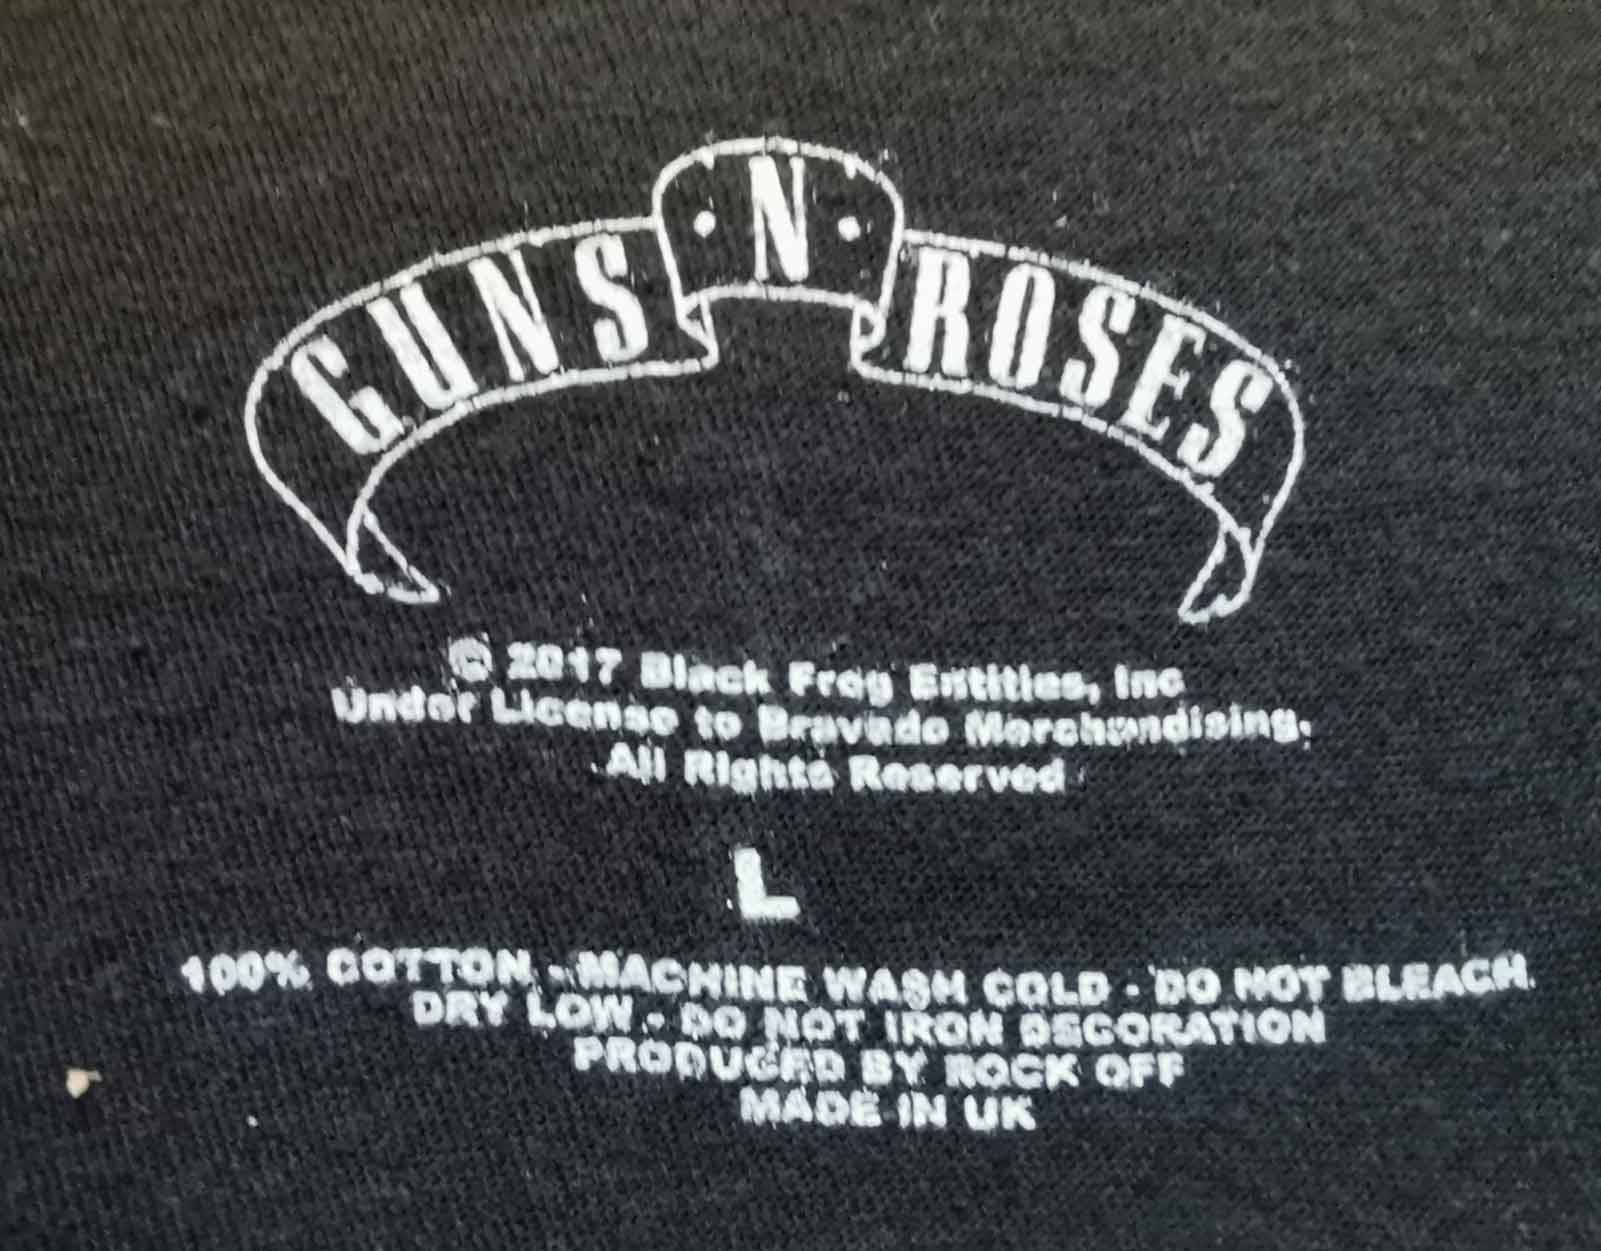 GUNS · N · ROSES
© 2017 Black Frog Entities, Inc
Under License to Bravado Merchandising.
All Rights Reserved
L
100% COTTON - MACHINE WASH COLD - DO NOT BLEACH.
DRY LOW - DO NOT IRON DECORATION
PRODUCED BY ROCK OFF
MADE IN UK